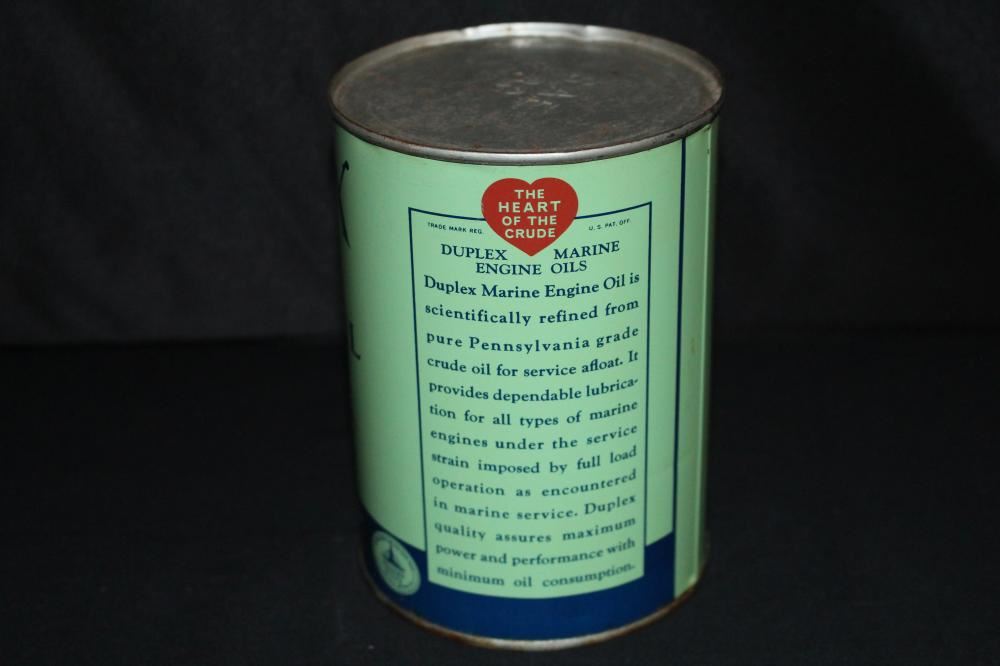 THE
HEART
OF THE
CRUDE
TRADE MARK REG. U. S. PAT. OFF.
DUPLEX MARINE
ENGINE OILS
Duplex Marine Engine Oil is
scientifically refined from
pure Pennsylvania grade
crude oil for service afloat. It
provides dependable lubrica-
tion for all types of marine
engines under the service
strain imposed by full load
operation as encountered
in marine service. Duplex
quality assures maximum
power and performance with
minimum oil consumption.
X
L